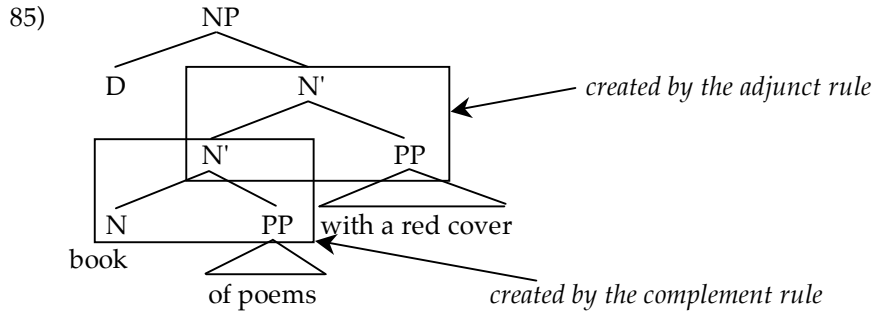 85) NP
D N' created by the adjunct rule
N' PP
N PP with a red cover
book
of poems created by the complement rule